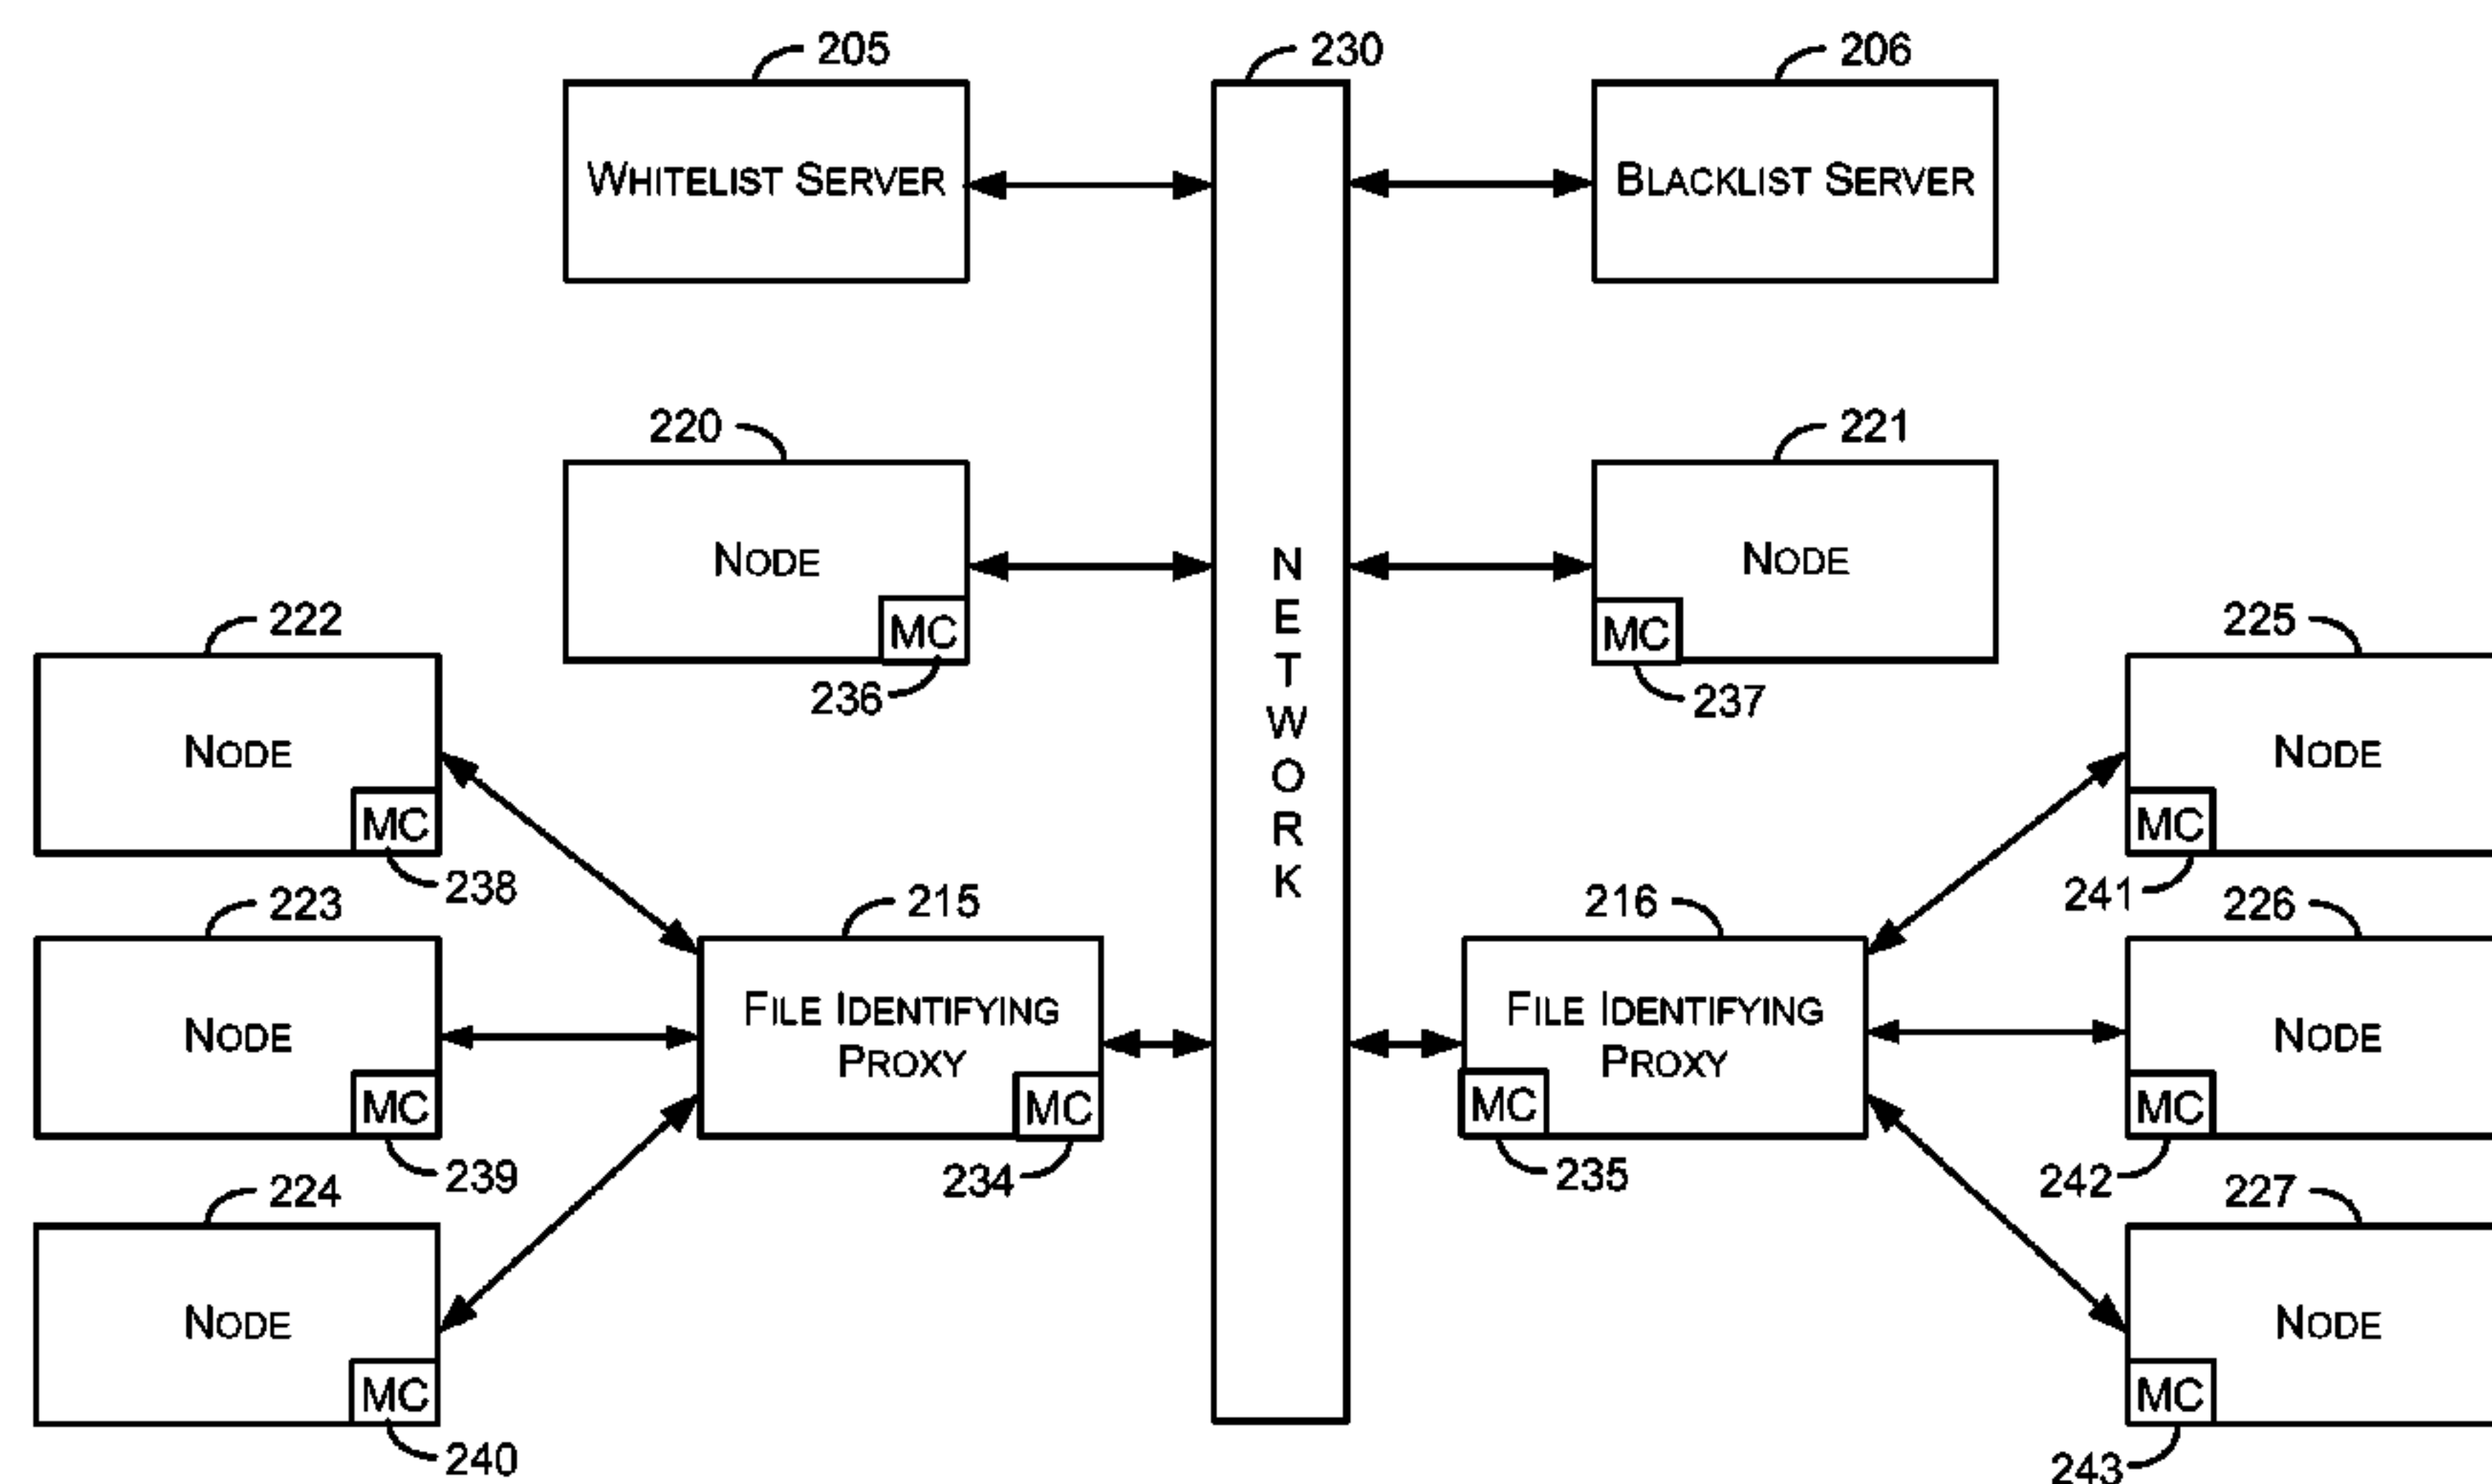 205
230
206
WHITELIST SERVER
BLACKLIST SERVER
220
221
NODE
NODE
MC
MC
236
237
NETWORK
222
225
NODE
NODE
MC
MC
238
241
223
215
216
226
NODE
FILE IDENTIFYING
PROXY
FILE IDENTIFYING
PROXY
NODE
MC
MC
MC
MC
239
234
235
242
224
227
NODE
NODE
MC
MC
240
243